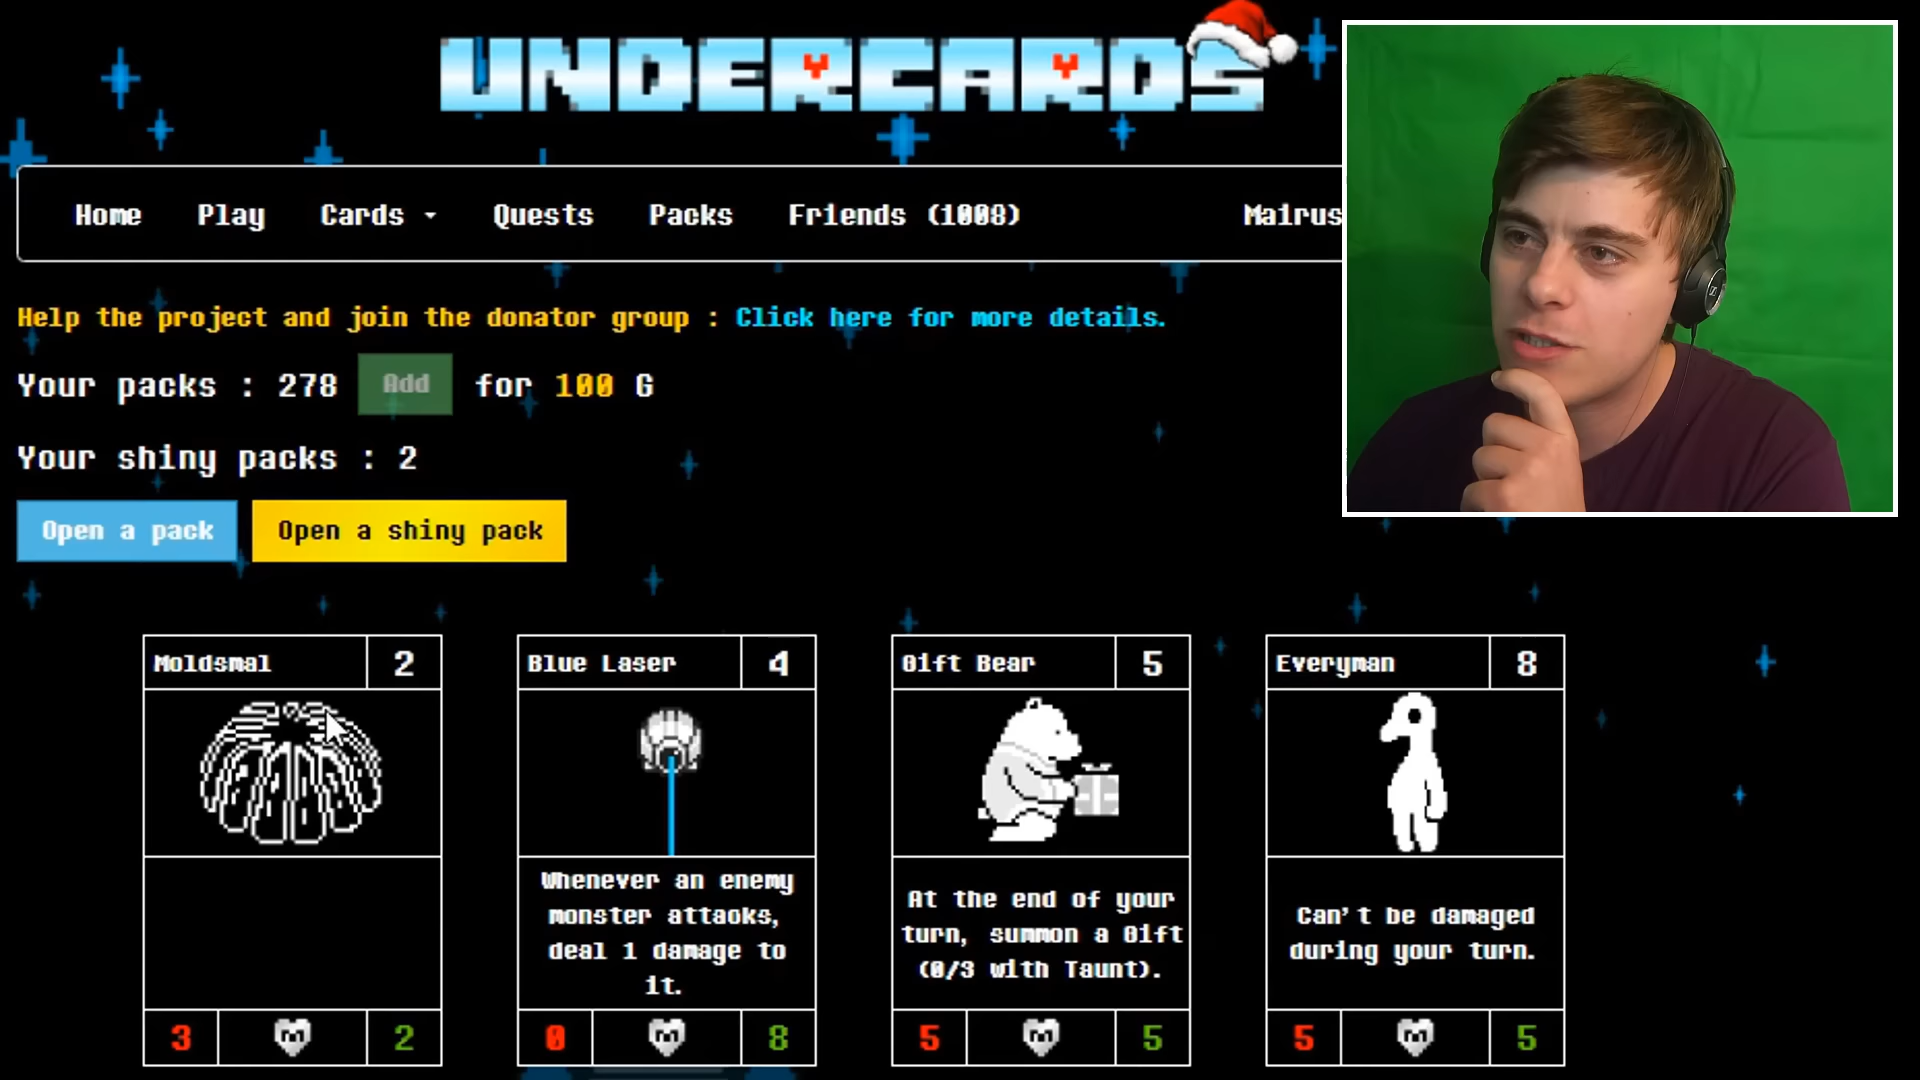 UNDERCARDS
Home Play Cards Quests Packs Friends (1008) Mairus
Help the project and join the donator group : Click here for more details.
Your packs : 278 Add for 100 G
Your shiny packs : 2
Open a pack Open a shiny pack
Moldsmal 2
3 2
Blue Laser 4
Whenever an enemy
monster attacks,
deal 1 damage to
it.
0 8
Gift Bear 5
At the end of your
turn, summon a Gift
(0/3 with Taunt).
5 5
Everyman 8
Can't be damaged
during your turn.
5 5